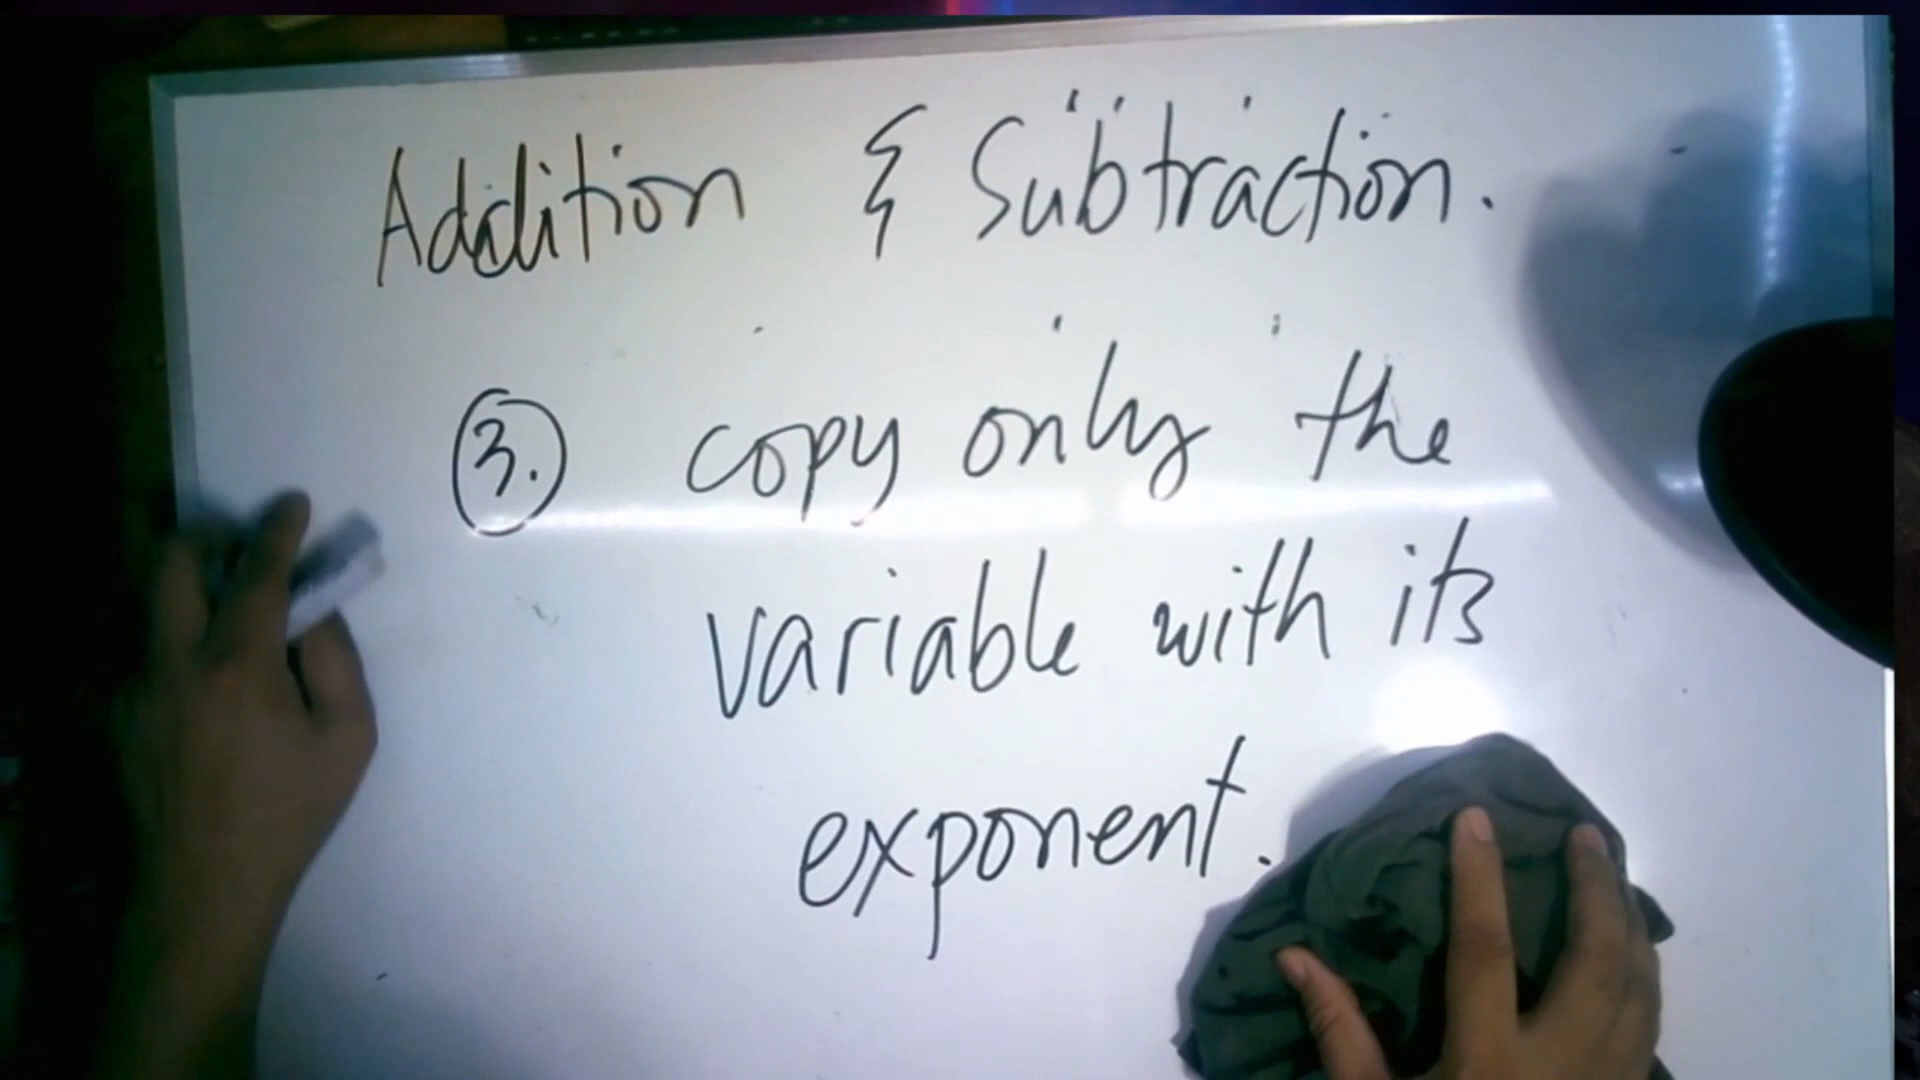 Addition & Subtraction.
3. copy only the
variable with its
exponent.